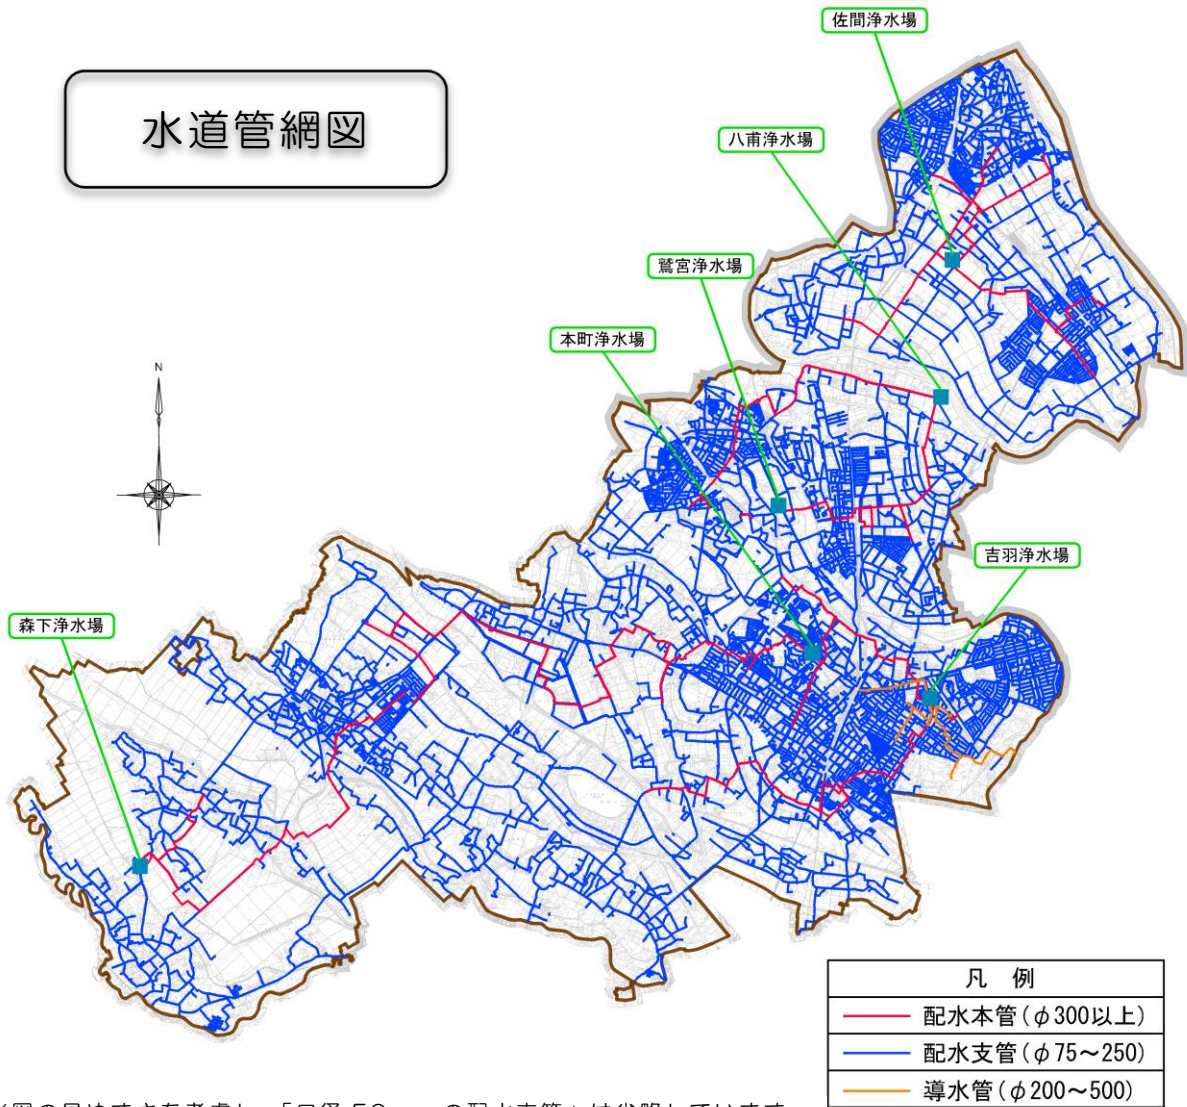 水道管網図
佐間浄水場
八甫浄水場
鷲宮浄水場
本町浄水場
N
吉羽浄水場
森下浄水場
凡 例
配水本管(φ300以上)
配水支管(φ75～250)
導水管(φ200～500)